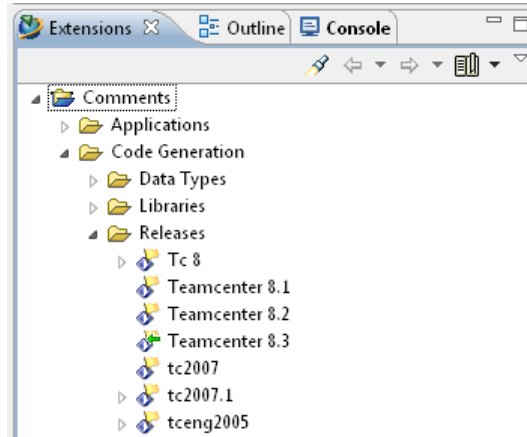 Extensions Outline Console
Comments
Applications
Code Generation
Data Types
Libraries
Releases
Tc 8
Teamcenter 8.1
Teamcenter 8.2
Teamcenter 8.3
tc2007
tc2007.1
tceng2005